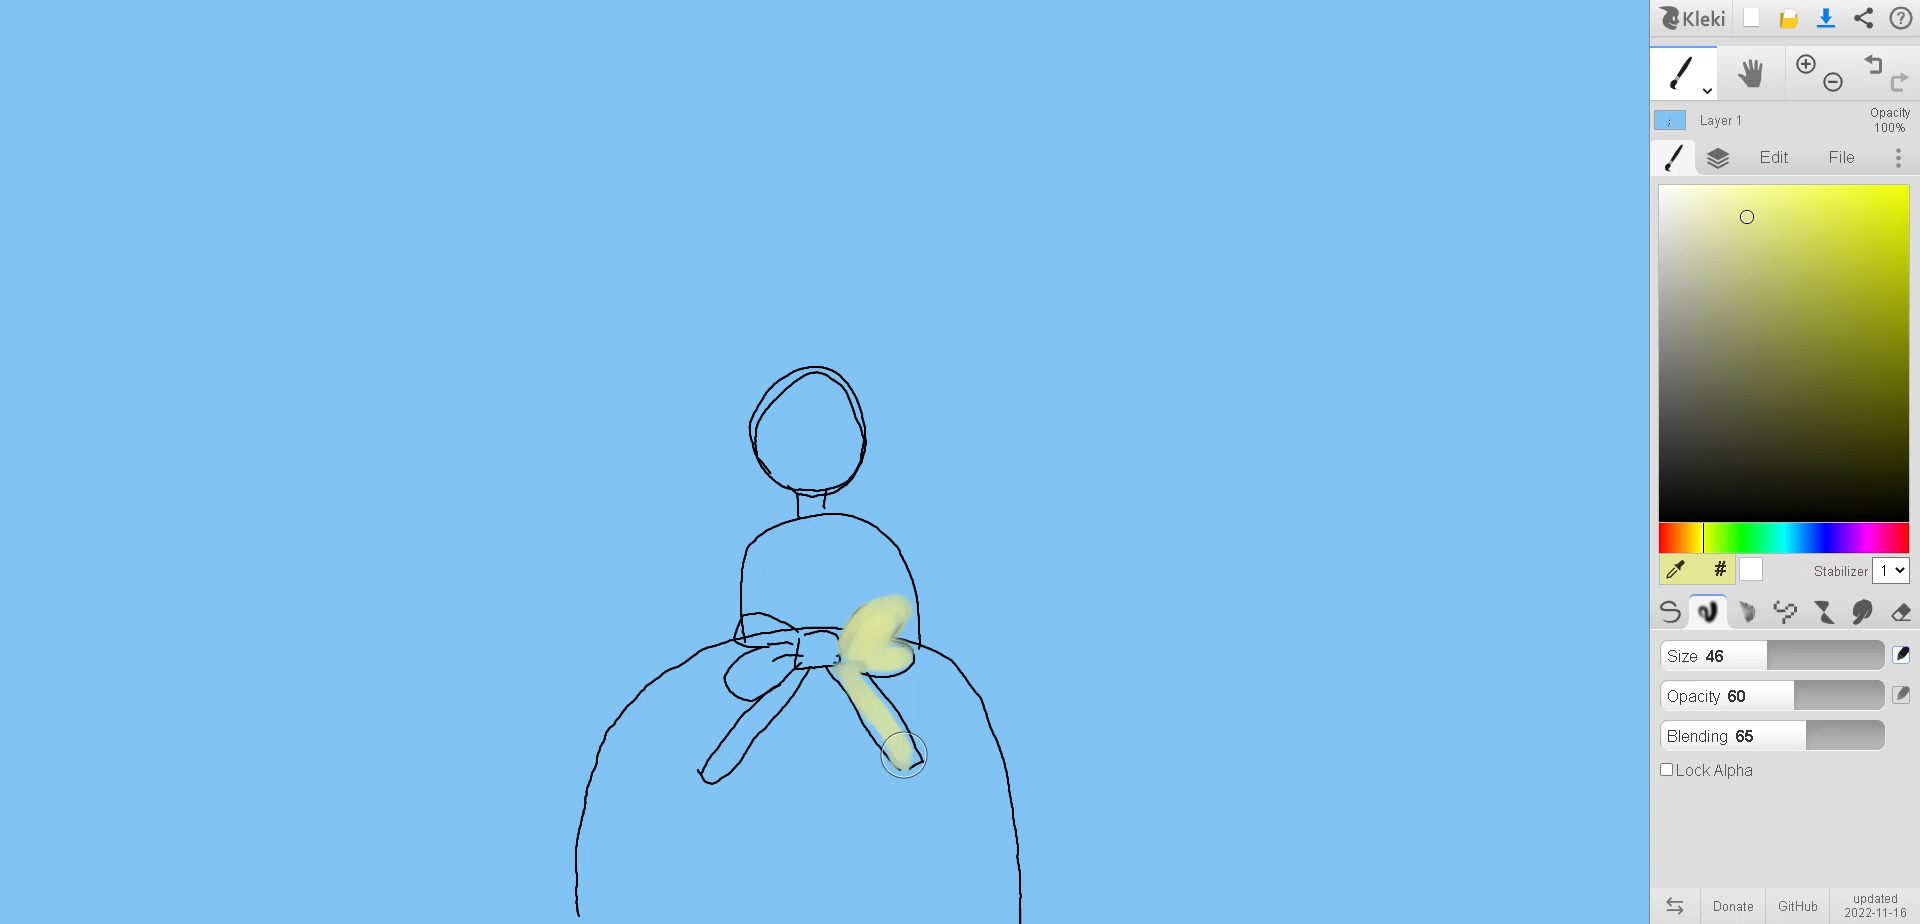 Kleki
Layer 1
Opacity
100%
Edit
File
#
Stabilizer 1
Size 46
Opacity 60
Blending 65
Lock Alpha
Donate
GitHub
updated
2022-11-16